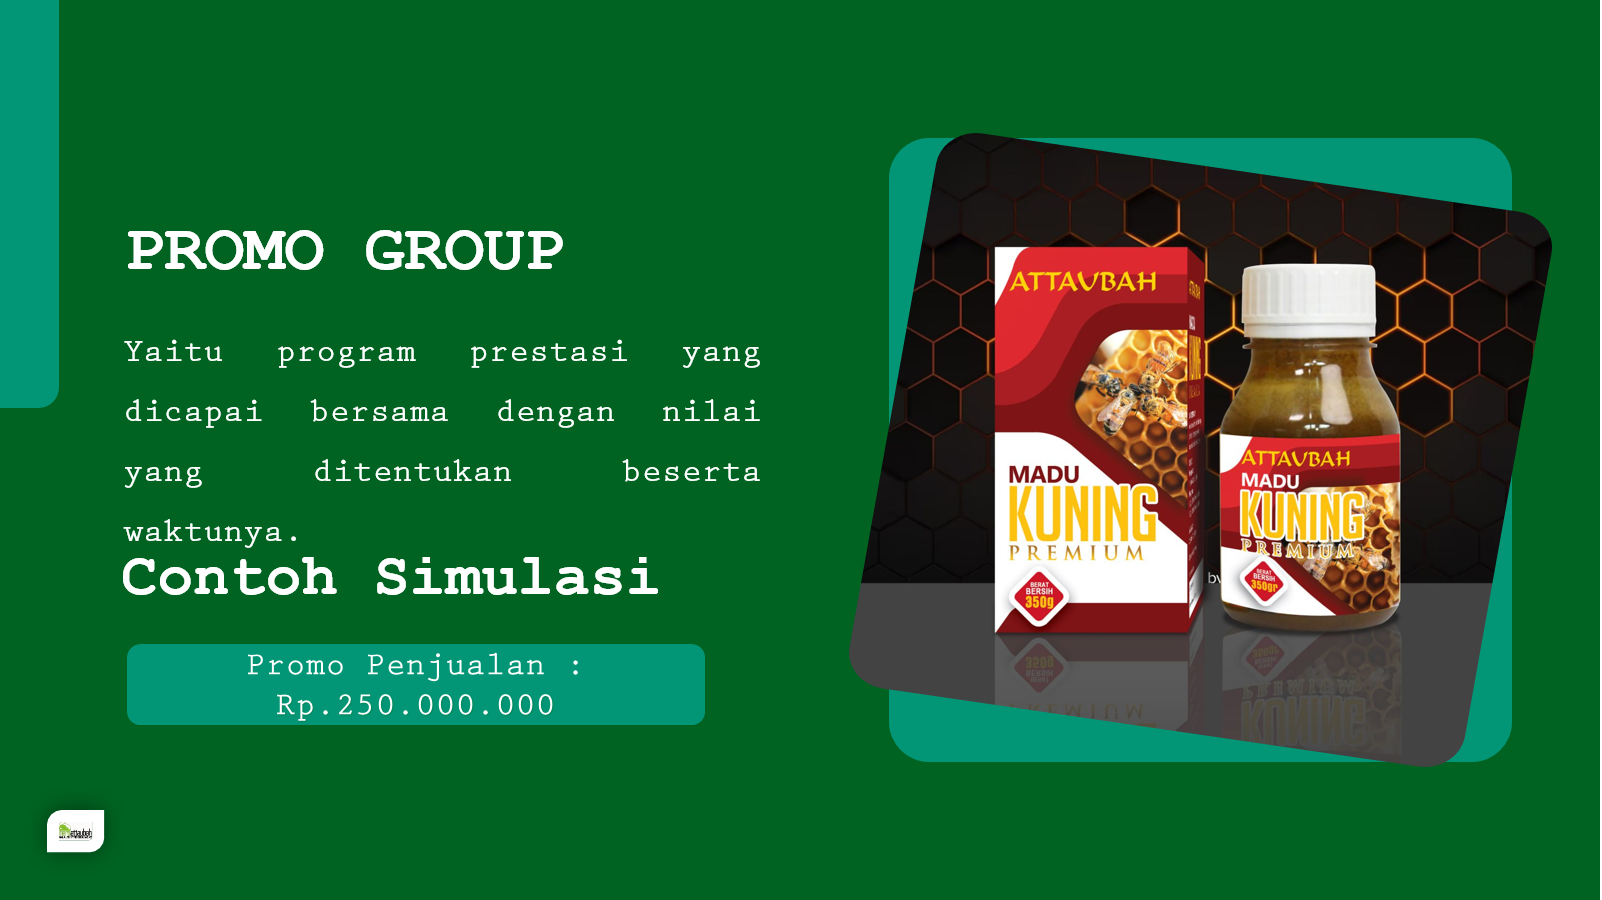 PROMO GROUP
Yaitu program prestasi yang
dicapai bersama dengan nilai
yang ditentukan beserta
waktunya.
Contoh Simulasi
Promo Penjualan :
Rp.250.000.000
ATTAUBAH
MADU
KUNING
PREMIUM
BERAT
BERSIH
350g
by
ATTAUBAH
MADU
KUNING
PREMIUM
BERAT
BERSIH
350gr